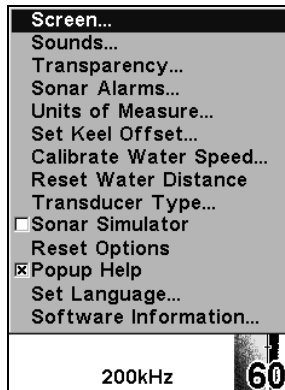 Screen...
Sounds...
Transparency...
Sonar Alarms...
Units of Measure...
Set Keel Offset...
Calibrate Water Speed...
Reset Water Distance
Transducer Type...
Sonar Simulator
Reset Options
Popup Help
Set Language...
Software Information...
200kHz
60